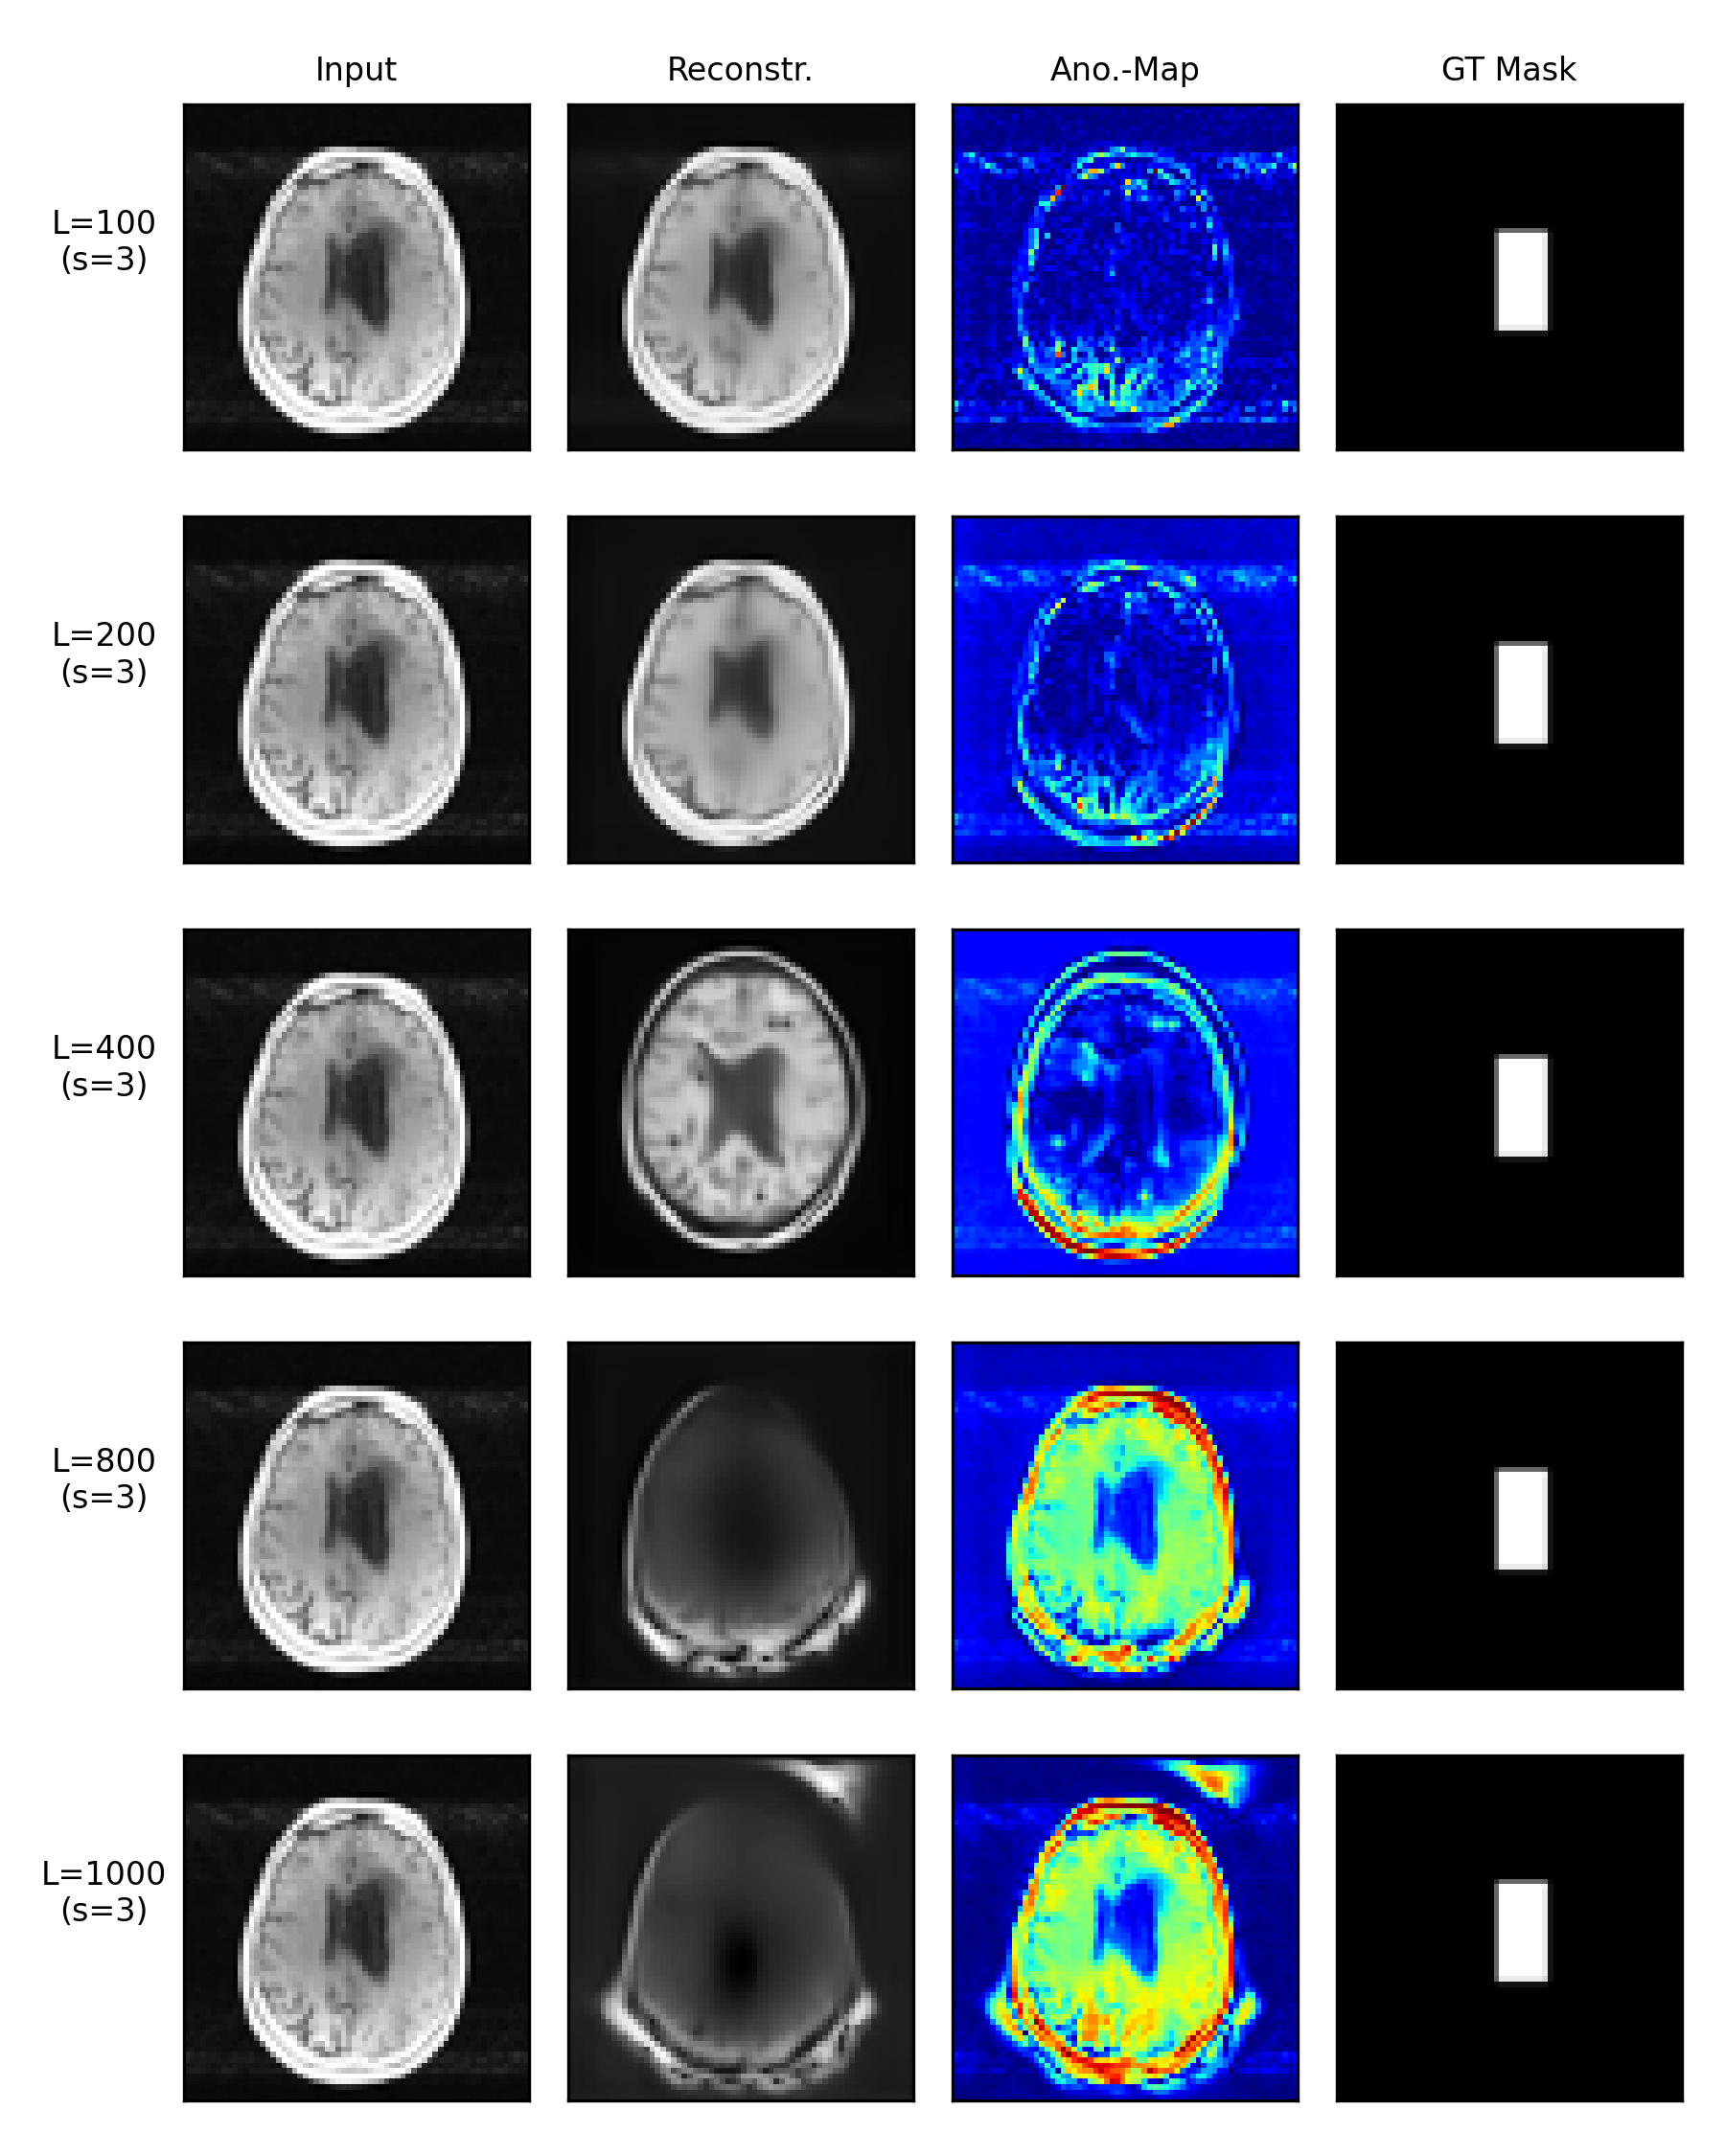 Input Reconstr. Ano.-Map GT Mask
L=100
(s=3)
L=200
(s=3)
L=400
(s=3)
L=800
(s=3)
L=1000
(s=3)